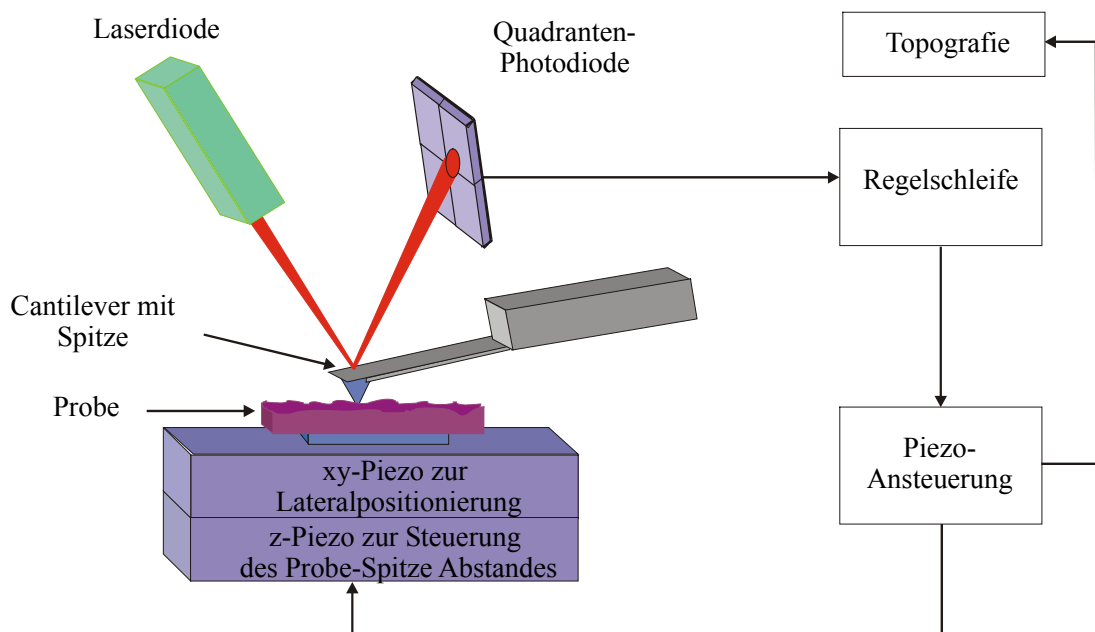 Laserdiode
Quadranten-
Photodiode
Topografie
Regelschleife
Cantilever mit
Spitze
Probe
Piezo-
Ansteuerung
xy-Piezo zur
Lateralpositionierung
z-Piezo zur Steuerung
des Probe-Spitze Abstandes